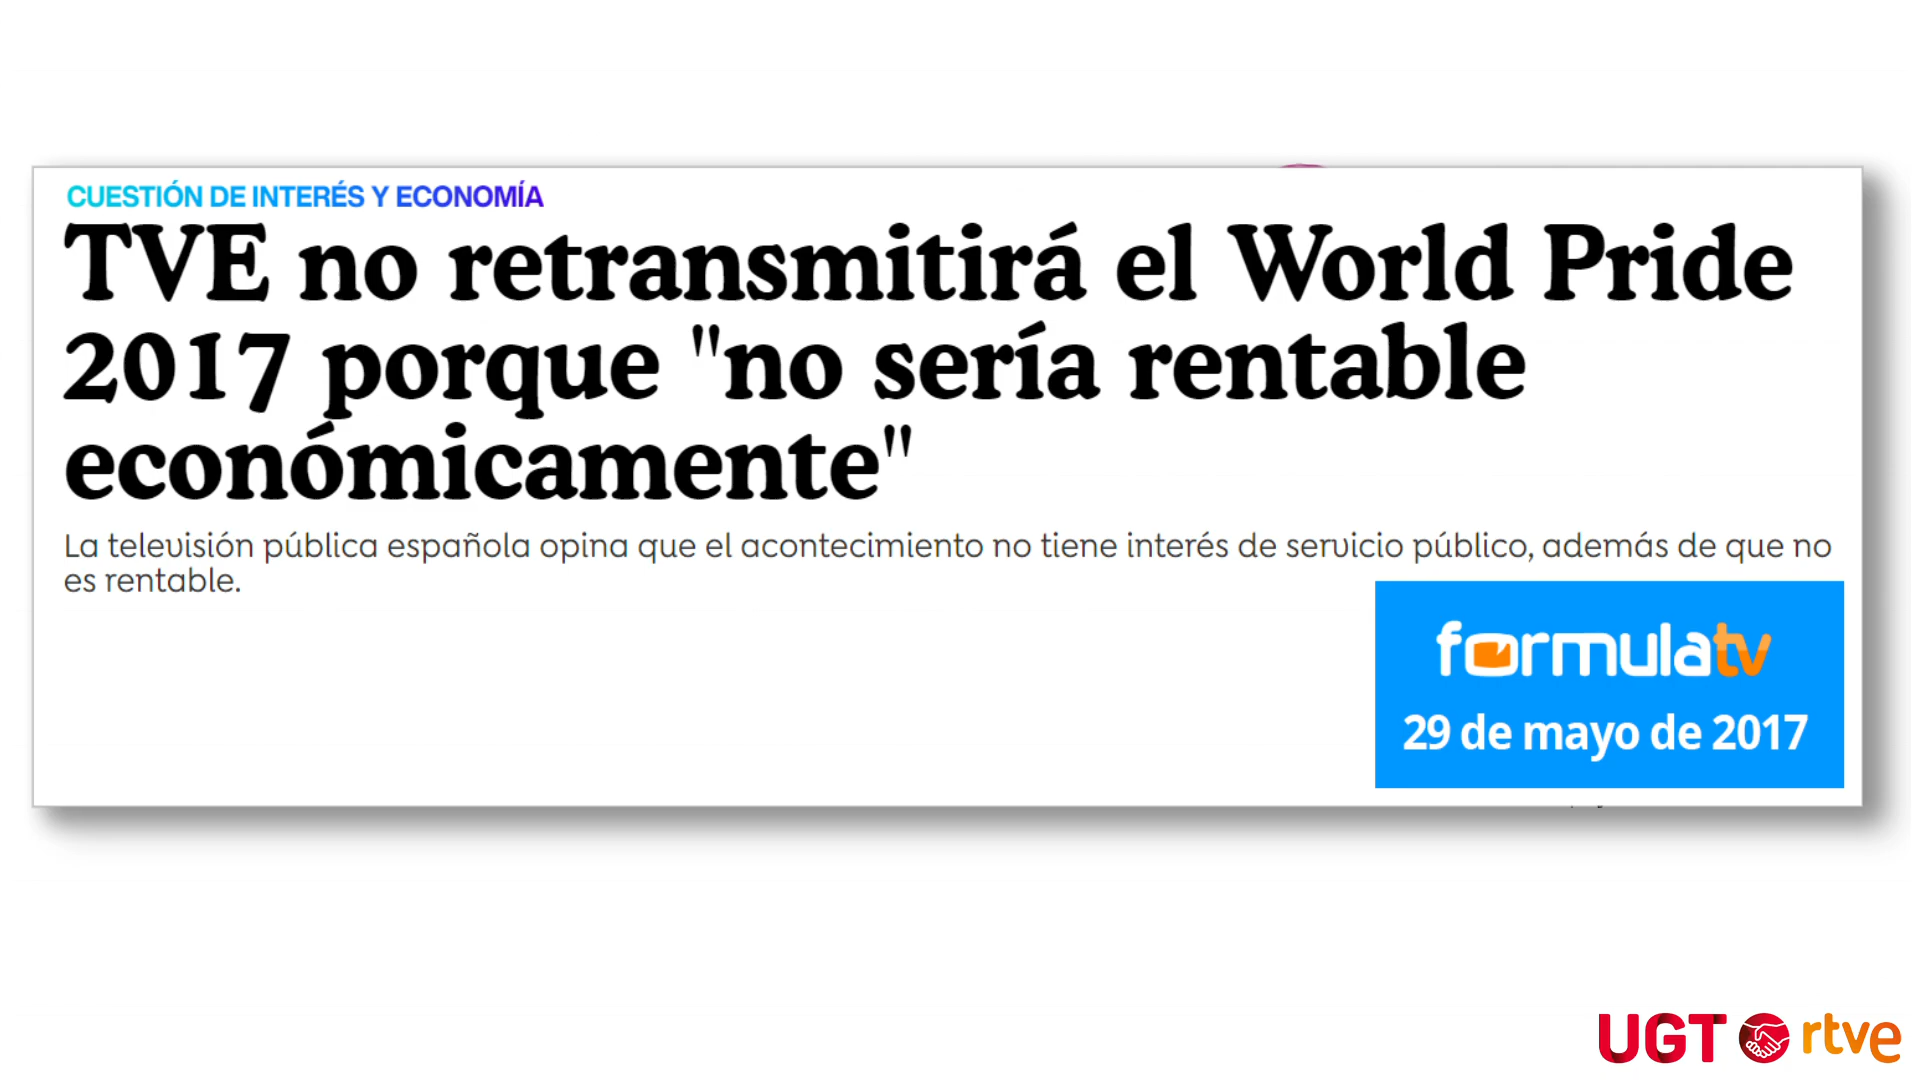 CUESTIÓN DE INTERÉS Y ECONOMÍA
TVE no retransmitirá el World Pride
2017 porque "no sería rentable
económicamente"
La televisión pública española opina que el acontecimiento no tiene interés de servicio público, además de que no
es rentable.
formulatv
29 de mayo de 2017
UGT rtve